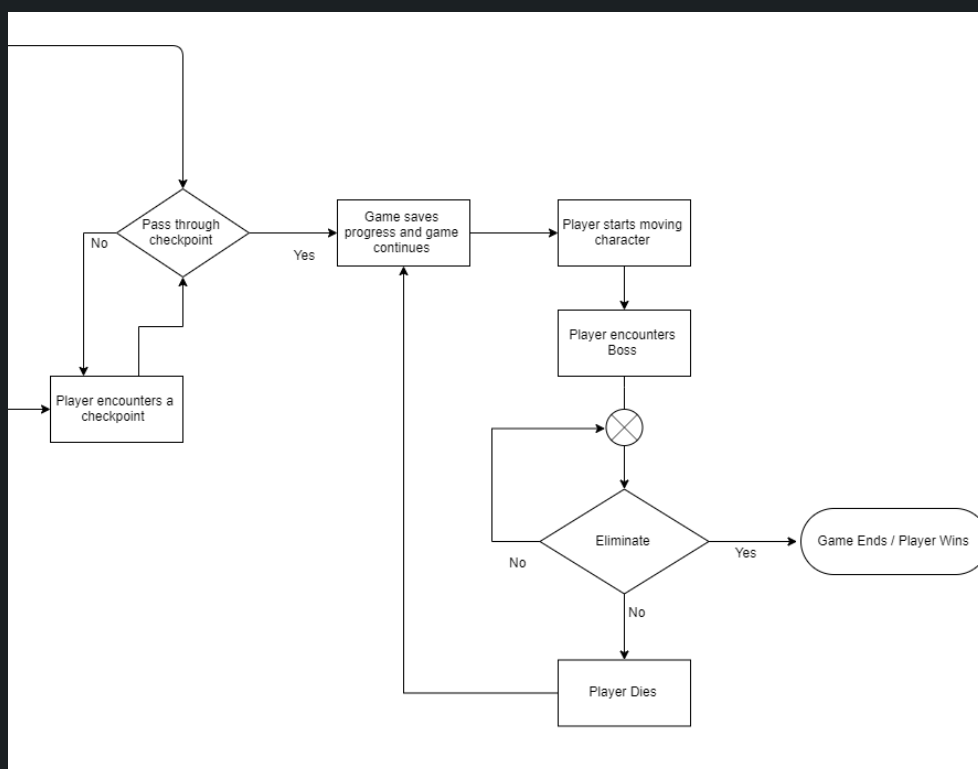 Pass through
checkpoint
No
Yes
Game saves
progress and game
continues
Player starts moving
character
Player encounters
Boss
Player encounters a
checkpoint
Eliminate
No
Yes
Game Ends / Player Wins
No
Player Dies